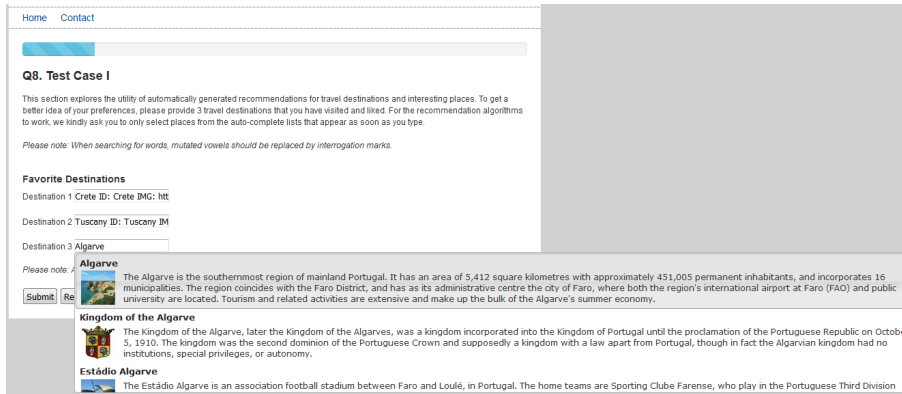 Home Contact
Q8. Test Case I
This section explores the utility of automatically generated recommendations for travel destinations and interesting places. To get a
better idea of your preferences, please provide 3 travel destinations that you have visited and liked. For the recommendation algorithms
to work, we kindly ask you to only select places from the auto-complete lists that appear as soon as you type.
Please note: When searching for words, mutated vowels should be replaced by interrogation marks.
Favorite Destinations
Destination 1 Crete ID: Crete IMG: htt
Destination 2 Tuscany ID: Tuscany IM
Destination 3 Algarve
Please note: A
Submit Re
Algarve
The Algarve is the southernmost region of mainland Portugal. It has an area of 5,412 square kilometres with approximately 451,005 permanent inhabitants, and incorporates 16
municipalities. The region coincides with the Faro District, and has as its administrative centre the city of Faro, where both the region's international airport at Faro (FAO) and public
university are located. Tourism and related activities are extensive and make up the bulk of the Algarve's summer economy.
Kingdom of the Algarve
The Kingdom of the Algarve, later the Kingdom of the Algarves, was a kingdom incorporated into the Kingdom of Portugal until the proclamation of the Portuguese Republic on Octobe
5, 1910. The kingdom was the second dominion of the Portuguese Crown and supposedly a kingdom with a law apart from Portugal, though in fact the Algarvian kingdom had no
institutions, special privileges, or autonomy.
Estádio Algarve
The Estádio Algarve is an association football stadium between Faro and Loulé, in Portugal. The home teams are Sporting Clube Farense, who play in the Portuguese Third Division